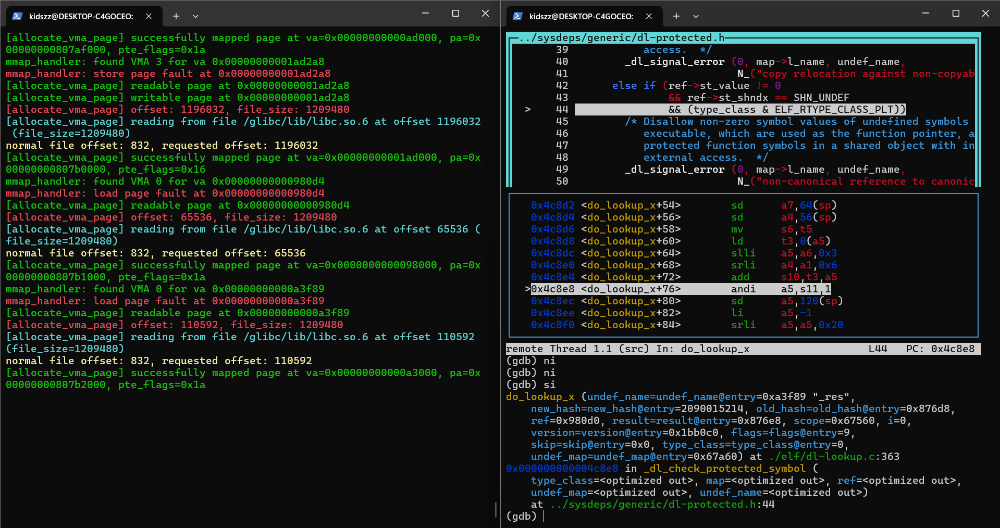 kidszz@DESKTOP-C4GOCEO:
[allocate_vma_page] successfully mapped page at va=0x00000000000ad000, pa=0x
00000000807af000, pte_flags=0x1a
mmap_handler: found VMA 3 for va 0x00000000001ad2a8
mmap_handler: store page fault at 0x00000000001ad2a8
[allocate_vma_page] readable page at 0x00000000001ad2a8
[allocate_vma_page] writable page at 0x00000000001ad2a8
[allocate_vma_page] offset: 1196032, file_size: 1209480
[allocate_vma_page] reading from file /glibc/lib/libc.so.6 at offset 1196032
 (file_size=1209480)
normal file offset: 832, requested offset: 1196032
[allocate_vma_page] successfully mapped page at va=0x00000000001ad000, pa=0x
00000000807b0000, pte_flags=0x16
mmap_handler: found VMA 0 for va 0x00000000000980d4
mmap_handler: load page fault at 0x00000000000980d4
[allocate_vma_page] readable page at 0x00000000000980d4
[allocate_vma_page] offset: 65536, file_size: 1209480
[allocate_vma_page] reading from file /glibc/lib/libc.so.6 at offset 65536 (
file_size=1209480)
normal file offset: 832, requested offset: 65536
[allocate_vma_page] successfully mapped page at va=0x0000000000098000, pa=0x
00000000807b1000, pte_flags=0x1a
mmap_handler: found VMA 0 for va 0x00000000000a3f89
mmap_handler: load page fault at 0x00000000000a3f89
[allocate_vma_page] readable page at 0x00000000000a3f89
[allocate_vma_page] offset: 110592, file_size: 1209480
[allocate_vma_page] reading from file /glibc/lib/libc.so.6 at offset 110592
(file_size=1209480)
normal file offset: 832, requested offset: 110592
[allocate_vma_page] successfully mapped page at va=0x00000000000a3000, pa=0x
00000000807b2000, pte_flags=0x1a
kidszz@DESKTOP-C4GOCEO:
../sysdeps/generic/dl-protected.h
39 access.  */
40 _dl_signal_error (0, map->l_name, undef_name,
41 N_("copy relocation against non-copyab
42 else if (ref->st_value != 0
43 && ref->st_shndx == SHN_UNDEF
> 44 && (type_class & ELF_RTYPE_CLASS_PLT))
45 /* Disallow non-zero symbol values of undefined symbols
46 executable, which are used as the function pointer, a
47 protected function symbols in a shared object with in
48 external access.  */
49 _dl_signal_error (0, map->l_name, undef_name,
50 N_("non-canonical reference to canonic
0x4c8d2 <do_lookup_x+54> sd a7,64(sp)
0x4c8d4 <do_lookup_x+56> sd a4,56(sp)
0x4c8d6 <do_lookup_x+58> mv s6,t5
0x4c8d8 <do_lookup_x+60> ld t3,0(a5)
0x4c8dc <do_lookup_x+64> slli a5,a6,0x3
0x4c8e0 <do_lookup_x+68> srli a4,a1,0x6
0x4c8e4 <do_lookup_x+72> add s10,t3,a5
>0x4c8e8 <do_lookup_x+76> andi a5,s11,1
0x4c8ec <do_lookup_x+80> sd a5,120(sp)
0x4c8ee <do_lookup_x+82> li a5,-1
0x4c8f0 <do_lookup_x+84> srli a5,a5,0x20
remote Thread 1.1 (src) In: do_lookup_x L44 PC: 0x4c8e8
(gdb) ni
(gdb) ni
(gdb) si
do_lookup_x (undef_name=undef_name@entry=0xa3f89 "_res",
new_hash=new_hash@entry=2090015214, old_hash=old_hash@entry=0x876d8,
ref=0x980d0, result=result@entry=0x876e8, scope=0x67560, i=0,
version=version@entry=0x1bb0c0, flags=flags@entry=9,
skip=skip@entry=0x0, type_class=type_class@entry=0,
undef_map=undef_map@entry=0x67a60) at ./elf/dl-lookup.c:363
0x000000000004c8e8 in _dl_check_protected_symbol (
type_class=<optimized out>, map=<optimized out>, ref=<optimized out>,
undef_map=<optimized out>, undef_name=<optimized out>)
at ../sysdeps/generic/dl-protected.h:44
(gdb)